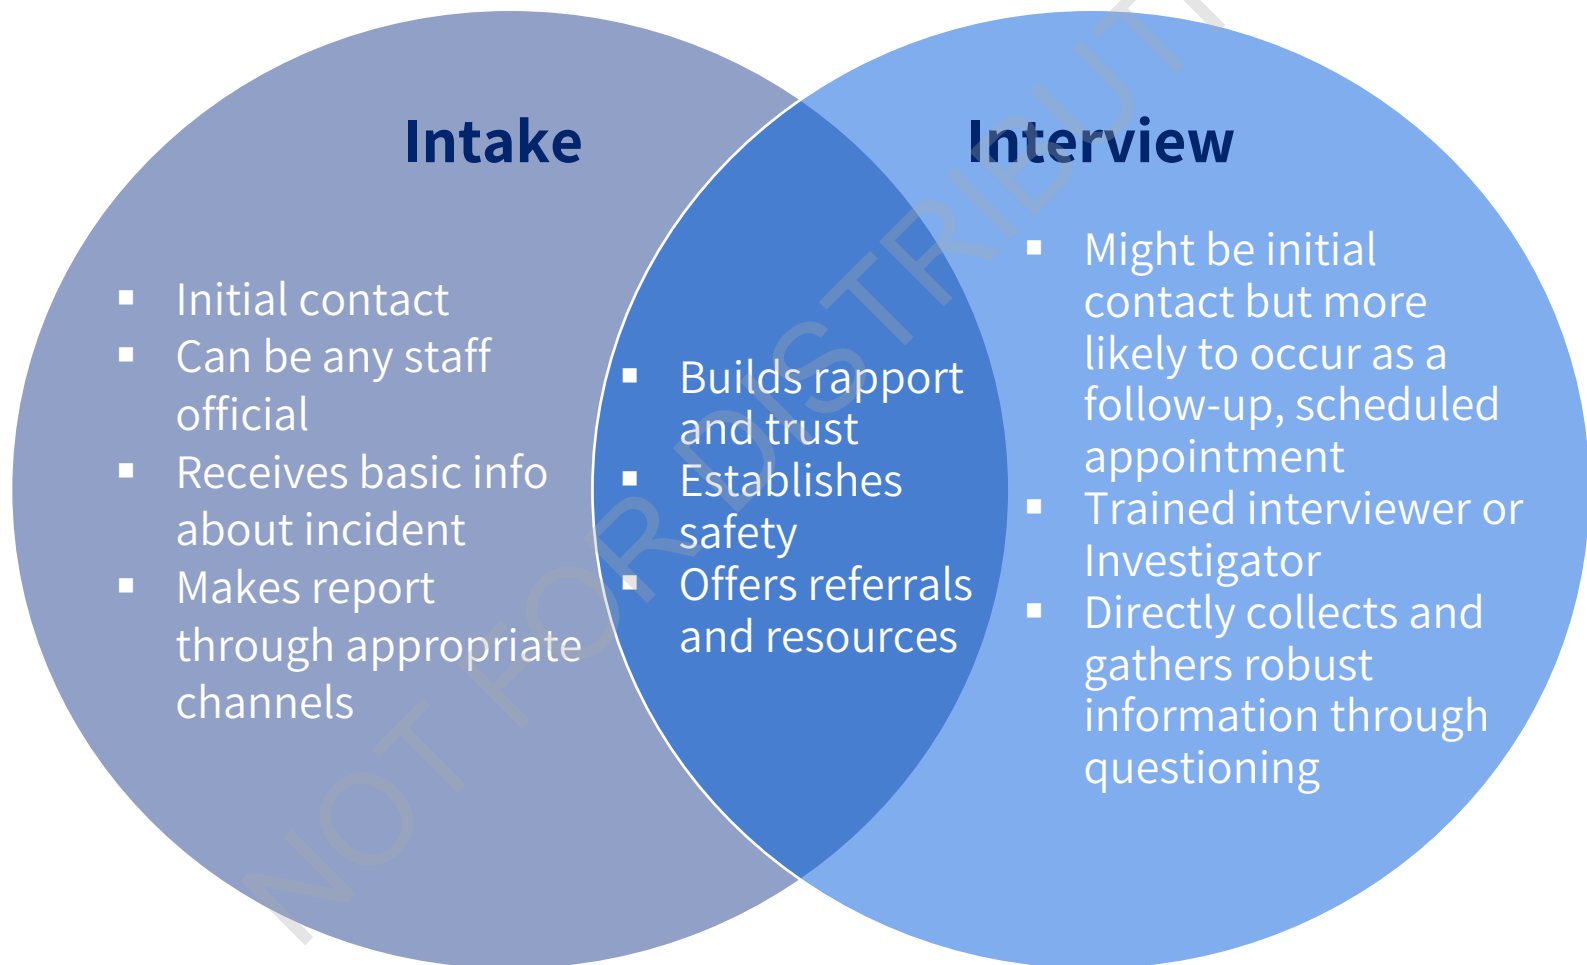 Intake
▪ Initial contact
▪ Can be any staff
official
▪ Receives basic info
about incident
▪ Makes report
through appropriate
channels
▪ Builds rapport
and trust
▪ Establishes
safety
▪ Offers referrals
and resources
Interview
▪ Might be initial
contact but more
likely to occur as a
follow-up, scheduled
appointment
▪ Trained interviewer or
Investigator
▪ Directly collects and
gathers robust
information through
questioning
NOT FOR DISTRIBUT